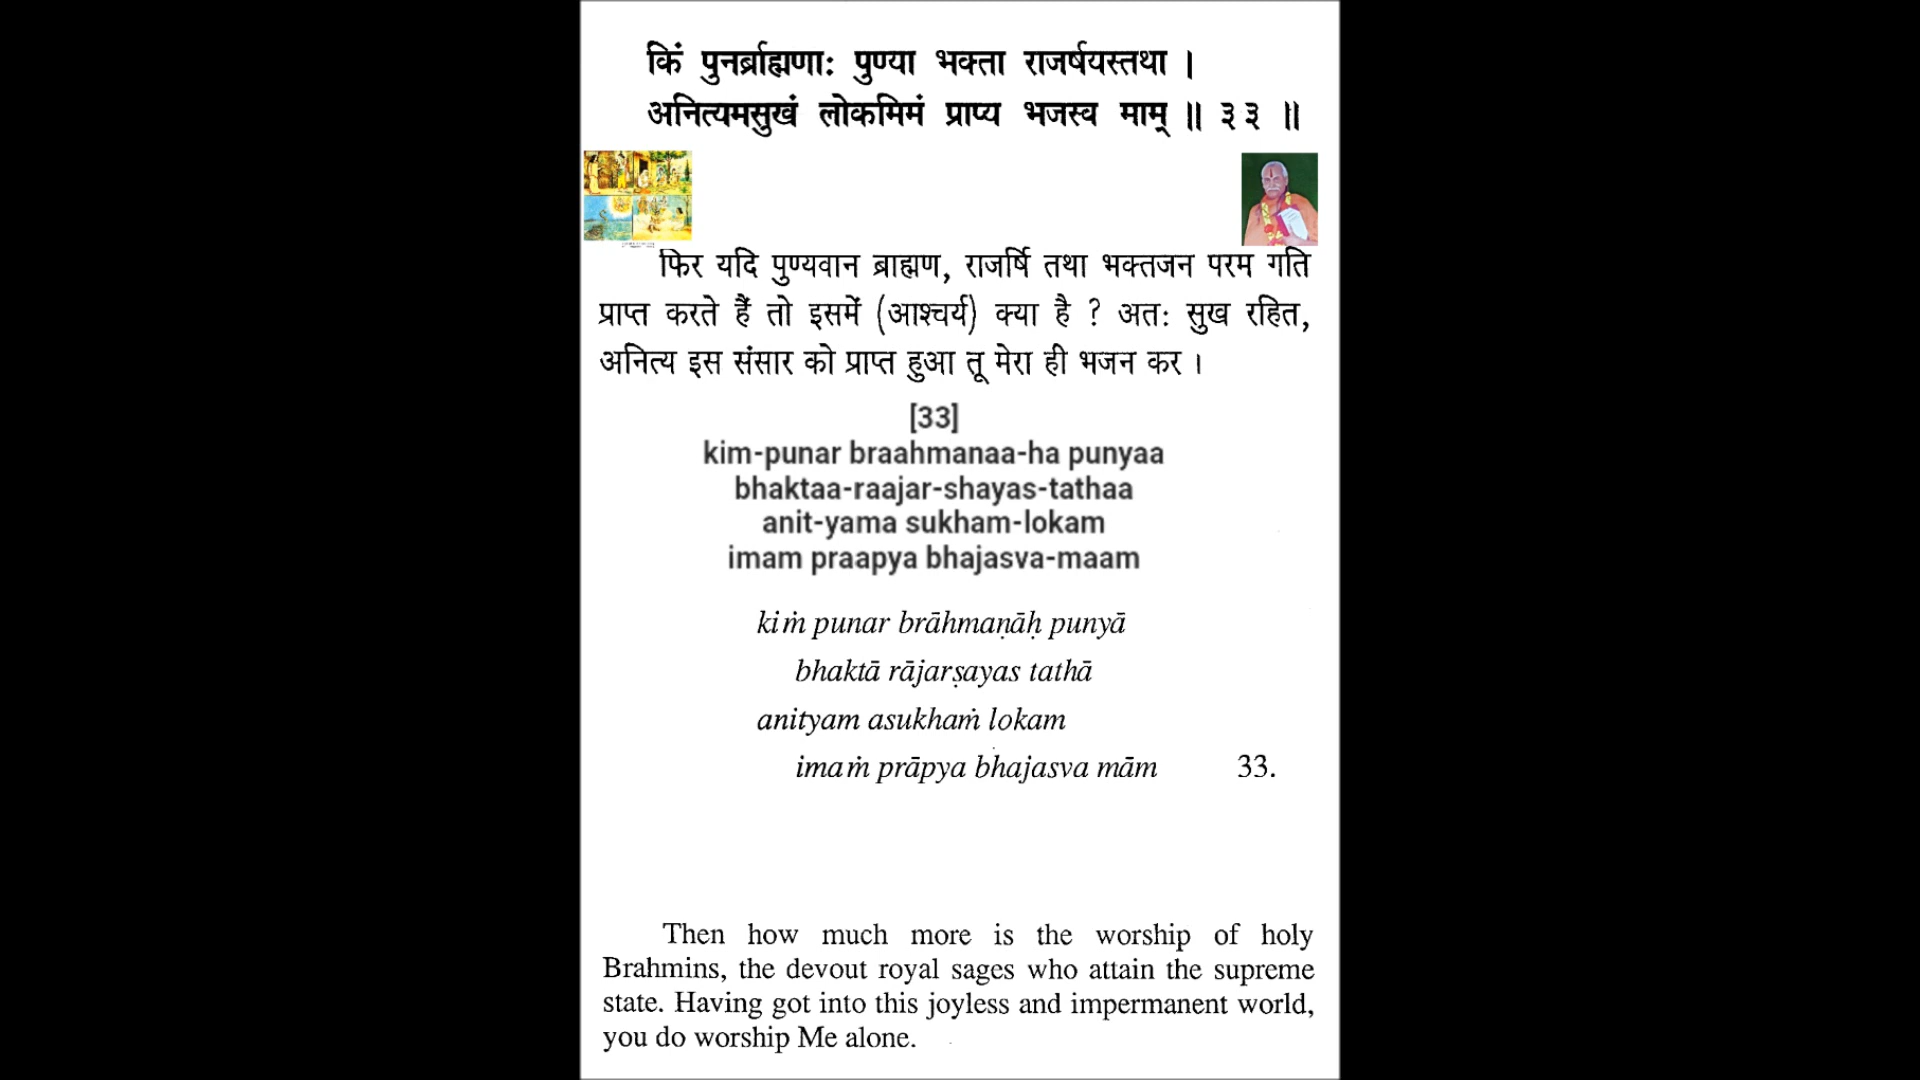 किं पुनर्ब्राह्मणाः पुण्या भक्ता राजर्षयस्तथा ।
अनित्यमसुखं लोकमिमं प्राप्य भजस्व माम् ॥ ३३ ॥
फिर यदि पुण्यवान ब्राह्मण, राजर्षि तथा भक्तजन परम गति
प्राप्त करते हैं तो इसमें (आश्चर्य) क्या है ? अतः सुख रहित,
अनित्य इस संसार को प्राप्त हुआ तू मेरा ही भजन कर ।
[33]
kim-punar braahmanaa-ha punyaa
bhaktaa-raajar-shayas-tathaa
anit-yama sukham-lokam
imam praapya bhajasva-maam
kiṁ punar brāhmaṇāḥ punyā
bhaktā rājarṣayas tathā
anityam asukhaṁ lokam
imaṁ prāpya bhajasva mām 33.
Then how much more is the worship of holy
Brahmins, the devout royal sages who attain the supreme
state. Having got into this joyless and impermanent world,
you do worship Me alone.